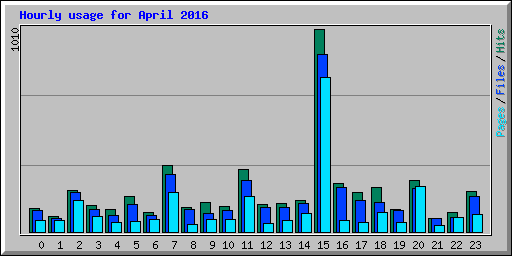 Hourly usage for April 2016
1010
Pages / Files / Hits
0 1 2 3 4 5 6 7 8 9 10 11 12 13 14 15 16 17 18 19 20 21 22 23